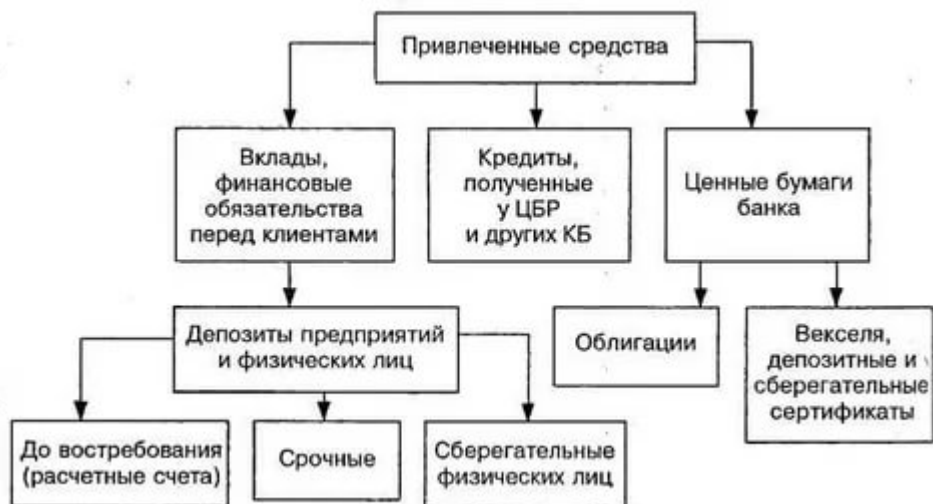 Привлеченные средства
Вклады,
финансовые
обязательства
перед клиентами
Кредиты,
полученные
у ЦБР
и других КБ
Ценные бумаги
банка
Депозиты предприятий
и физических лиц
Облигации
Векселя,
депозитные и
сберегательные
сертификаты
До востребования
(расчетные счета)
Срочные
Сберегательные
физических лиц